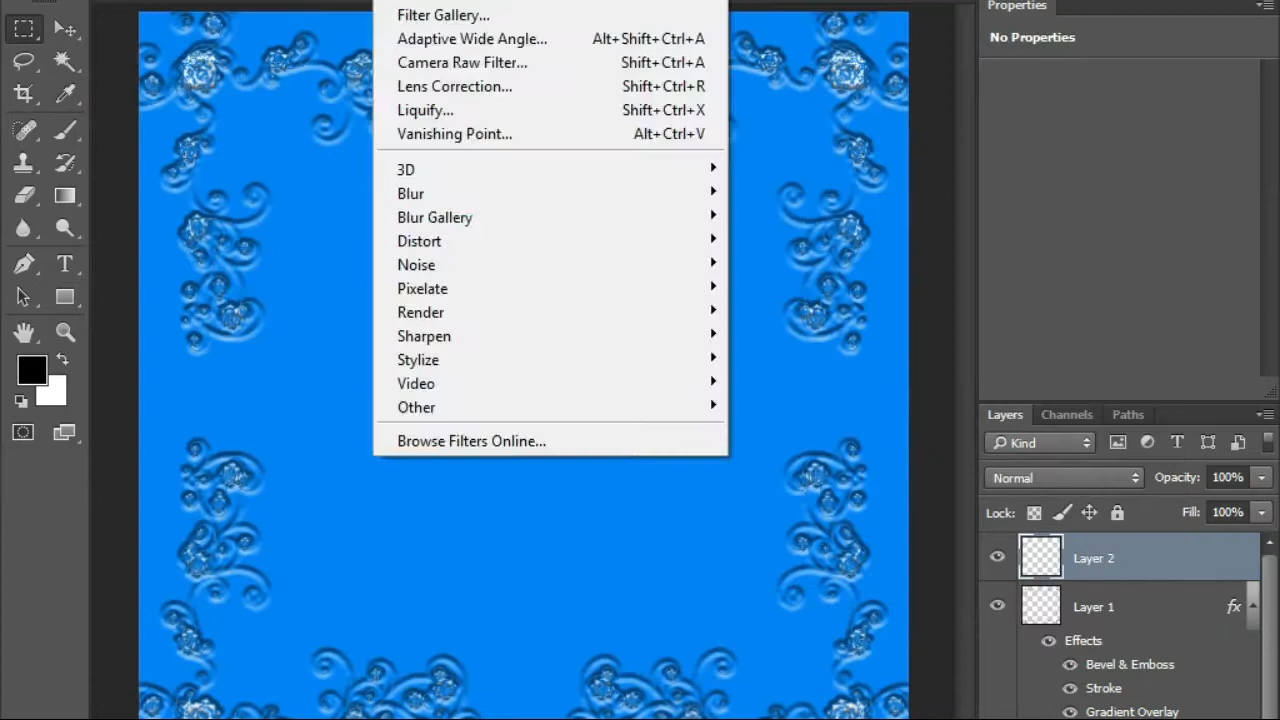 Filter Gallery...
Adaptive Wide Angle... Alt+Shift+Ctrl+A
Camera Raw Filter... Shift+Ctrl+A
Lens Correction... Shift+Ctrl+R
Liquify... Shift+Ctrl+X
Vanishing Point... Alt+Ctrl+V
3D
Blur
Blur Gallery
Distort
Noise
Pixelate
Render
Sharpen
Stylize
Video
Other
Browse Filters Online...
Properties
No Properties
Layers Channels Paths
Kind
Normal Opacity: 100%
Lock: Fill: 100%
Layer 2
Layer 1 fx
Effects
Bevel & Emboss
Stroke
Gradient Overlay